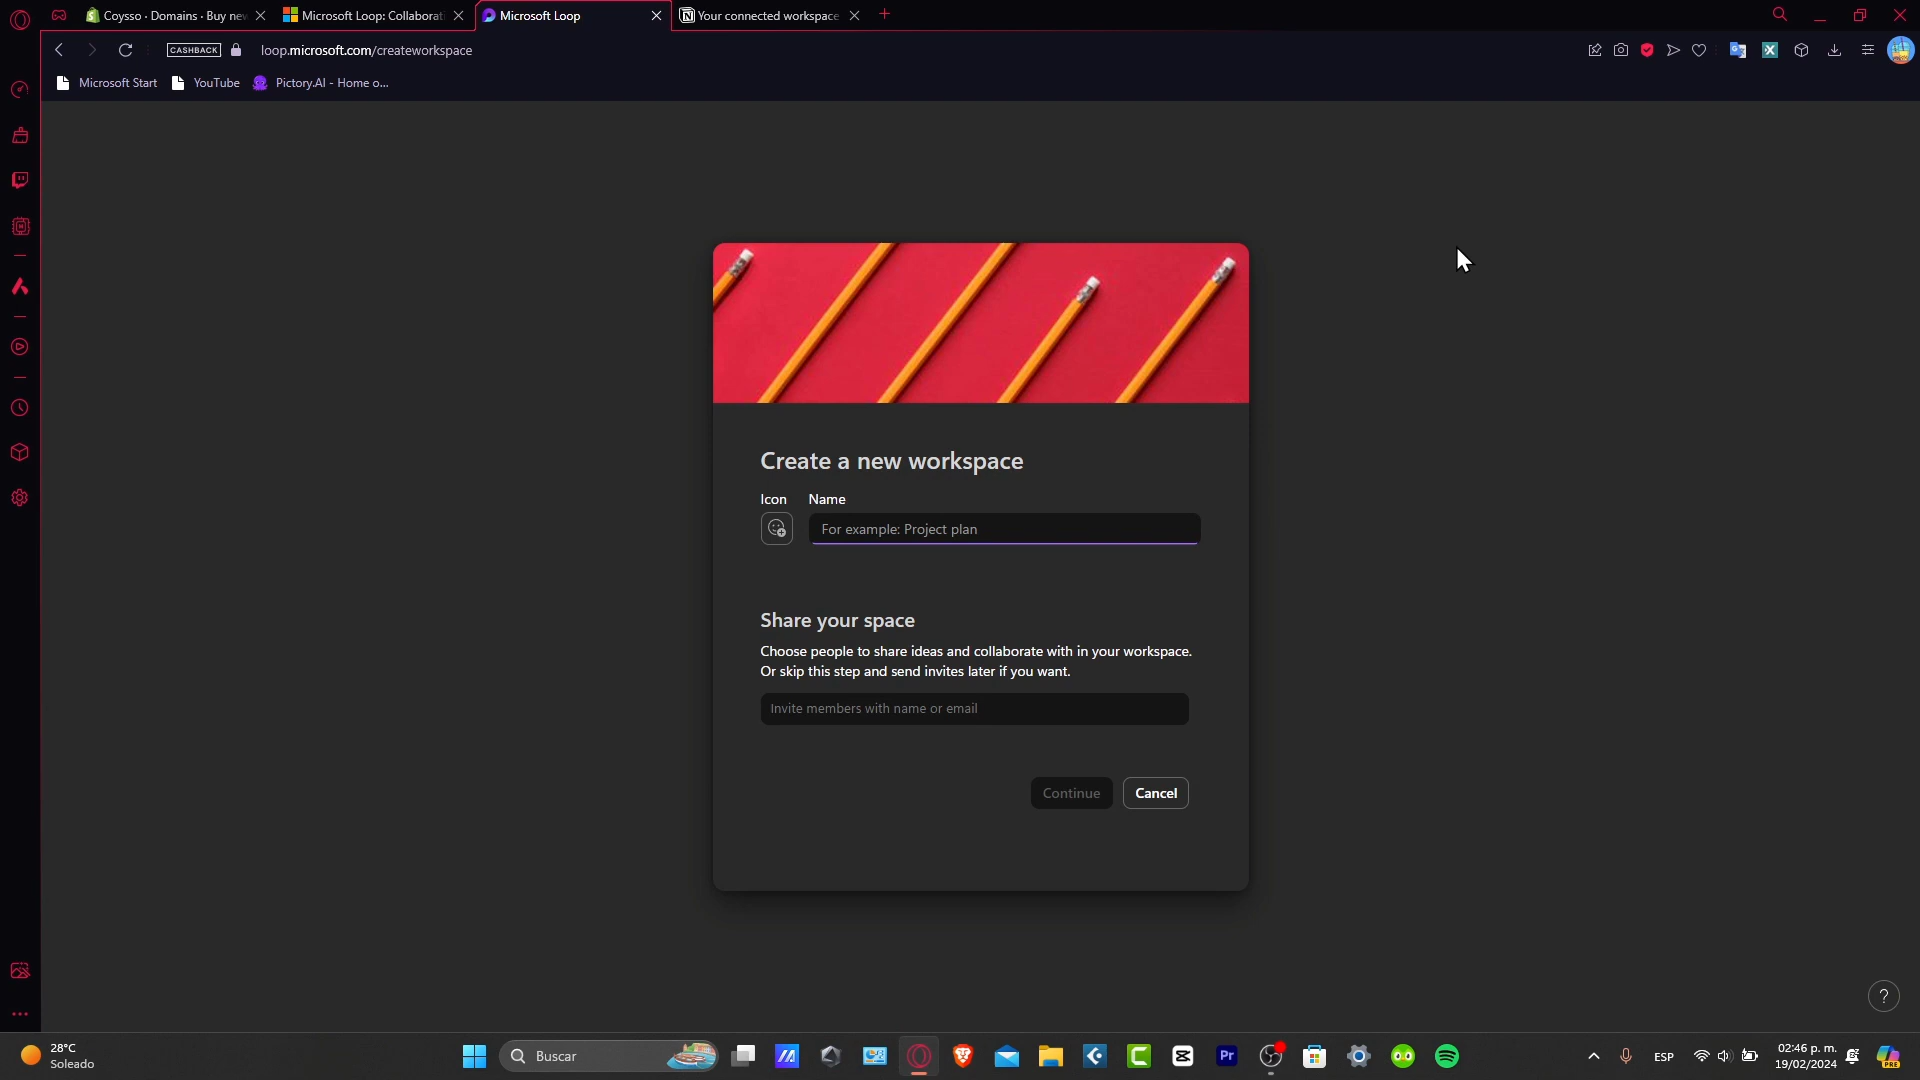 Coysso · Domains · Buy nev
Microsoft Loop: Collaborati
Microsoft Loop
Your connected workspace
CASHBACK
loop.microsoft.com/createworkspace
Microsoft Start
YouTube
Pictory.AI - Home o...
Create a new workspace
Icon
Name
For example: Project plan
Share your space
Choose people to share ideas and collaborate with in your workspace.
Or skip this step and send invites later if you want.
Invite members with name or email
Continue
Cancel
?
28°C
Soleado
Buscar
Pr
ESP
02:46 p. m.
19/02/2024
PRE